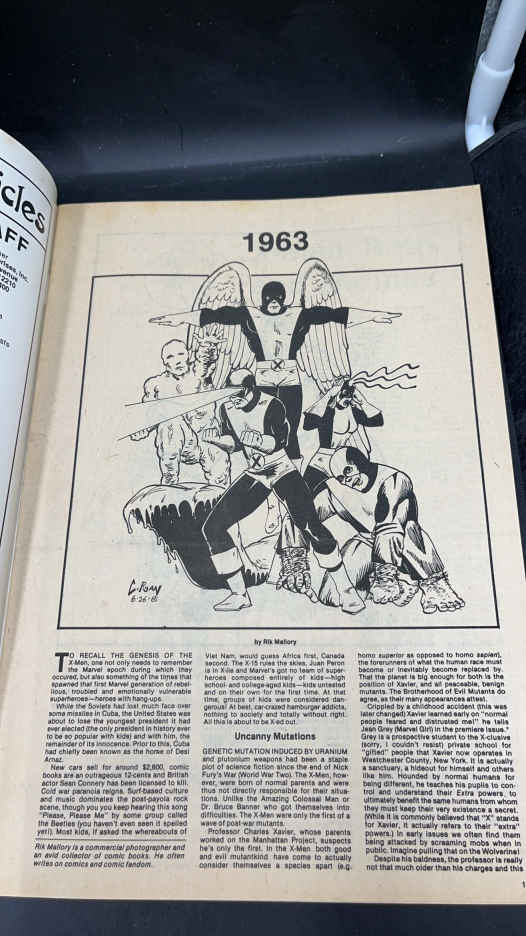 icles
AFF
1963
C. Ray
6-26-81
by Rik Mallory
TO RECALL THE GENESIS OF THE
X-Men, one not only needs to remember
the Marvel epoch during which they
occured, but also something of the times that
spawned that first Marvel generation of rebel-
lious, troubled and emotionally vulnerable
superheroes—heroes with hang-ups.
While the Soviets had lost much face over
some missiles in Cuba, the United States was
about to lose the youngest president it had
ever elected (the only president in history ever
to be so popular with kids) and with him, the
remainder of its innocence. Prior to this, Cuba
had chiefly been known as the home of Desi
Arnaz.
New cars sell for around $2,600, comic
books are an outrageous 12-cents and British
actor Sean Connery has been licensed to kill.
Cold war paranoia reigns. Surf-based culture
and music dominates the post-payola rock
scene, though you keep hearing this song
"Please, Please Me" by some group called
the Beetles (you haven't even seen it spelled
yet!). Most kids, if asked the whereabouts of
Rik Mallory is a commercial photographer and
an avid collector of comic books. He often
writes on comics and comic fandom.
Viet Nam, would guess Africa first, Canada
second. The X-15 rules the skies, Juan Peron
is in X-ile and Marvel's got no team of super-
heroes composed entirely of kids—high
school- and college-aged kids—kids untested
and on their own for the first time. At that
time, groups of kids were considered dan-
gerous! At best, car-crazed hamburger addicts,
nothing to society and totally without right.
All this is about to be X-ed out.
Uncanny Mutations
GENETIC MUTATION INDUCED BY URANIUM
and plutonium weapons had been a staple
plot of science fiction since the end of Nick
Fury's War (World War Two). The X-Men, how-
ever, were born of normal parents and were
thus not directly responsible for their situa-
tions. Unlike the Amazing Colossal Man or
Dr. Bruce Banner who got themselves into
difficulties. The X-Men were only the first of a
wave of post-war mutants.
Professor Charles Xavier, whose parents
worked on the Manhattan Project, suspects
he's only the first. In the X-Men both good
and evil mutantkind have come to actually
consider themselves a species apart (e.g.
homo superior as opposed to homo sapien),
the forerunners of what the human race must
become or inevitably become replaced by.
That the planet is big enough for both is the
position of Xavier, and all peacable, benign
mutants. The Brotherhood of Evil Mutants do
agree, as their many appearances attest.
Crippled by a childhood accident (this was
later changed) Xavier learned early on "normal
people feared and distrusted me!" he tells
Jean Grey (Marvel Girl) in the premiere issue.
Grey is a prospective student to the X-clusive
(sorry, I couldn't resist) private school for
"gifted" people that Xavier now operates in
Westchester County, New York. It is actually
a sanctuary, a hideout for himself and others
like him. Hounded by normal humans for
being different, he teaches his pupils to con-
trol and understand their Extra powers, to
ultimately benefit the same humans from whom
they must keep their very existence a secret.
(While it is commonly believed that "X" stands
for Xavier, it actually refers to their "extra"
powers.) In early issues we often find them
being attacked by screaming mobs when in
public. Imagine pulling that on the Wolverine!
Despite his baldness, the professor is really
not that much older than his charges and this